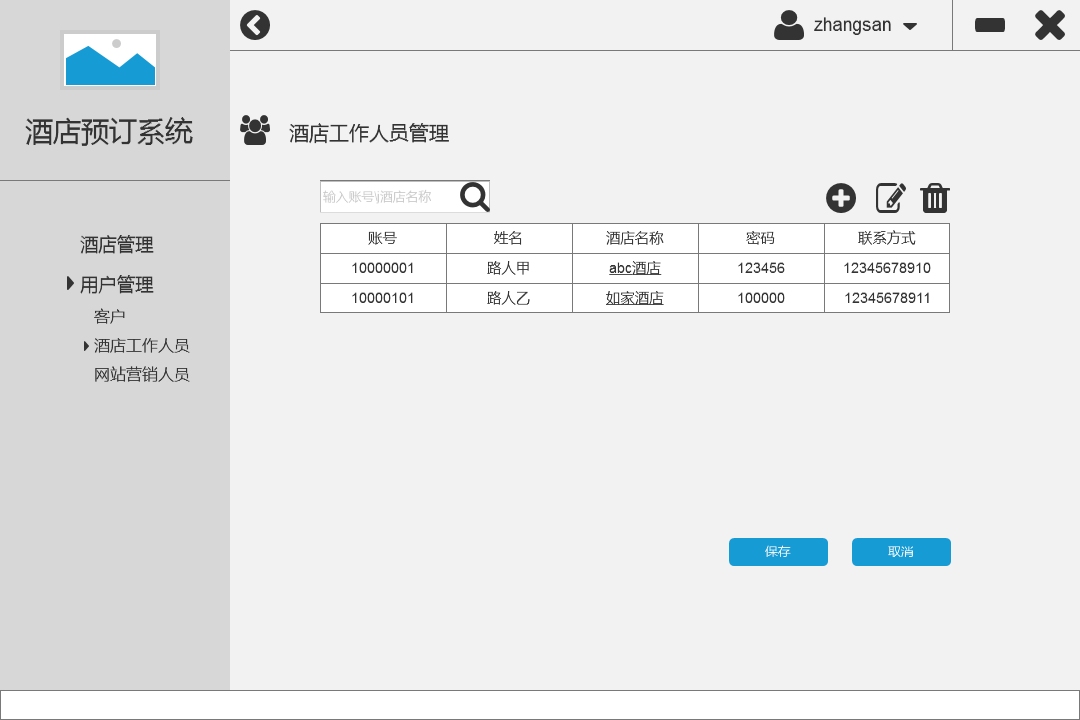 zhangsan
酒店预订系统
酒店工作人员管理
输入账号\酒店名称
账号 姓名 酒店名称 密码 联系方式
10000001 路人甲 abc酒店 123456 12345678910
10000101 路人乙 如家酒店 100000 12345678911
酒店管理
用户管理
客户
酒店工作人员
网站营销人员
保存 取消